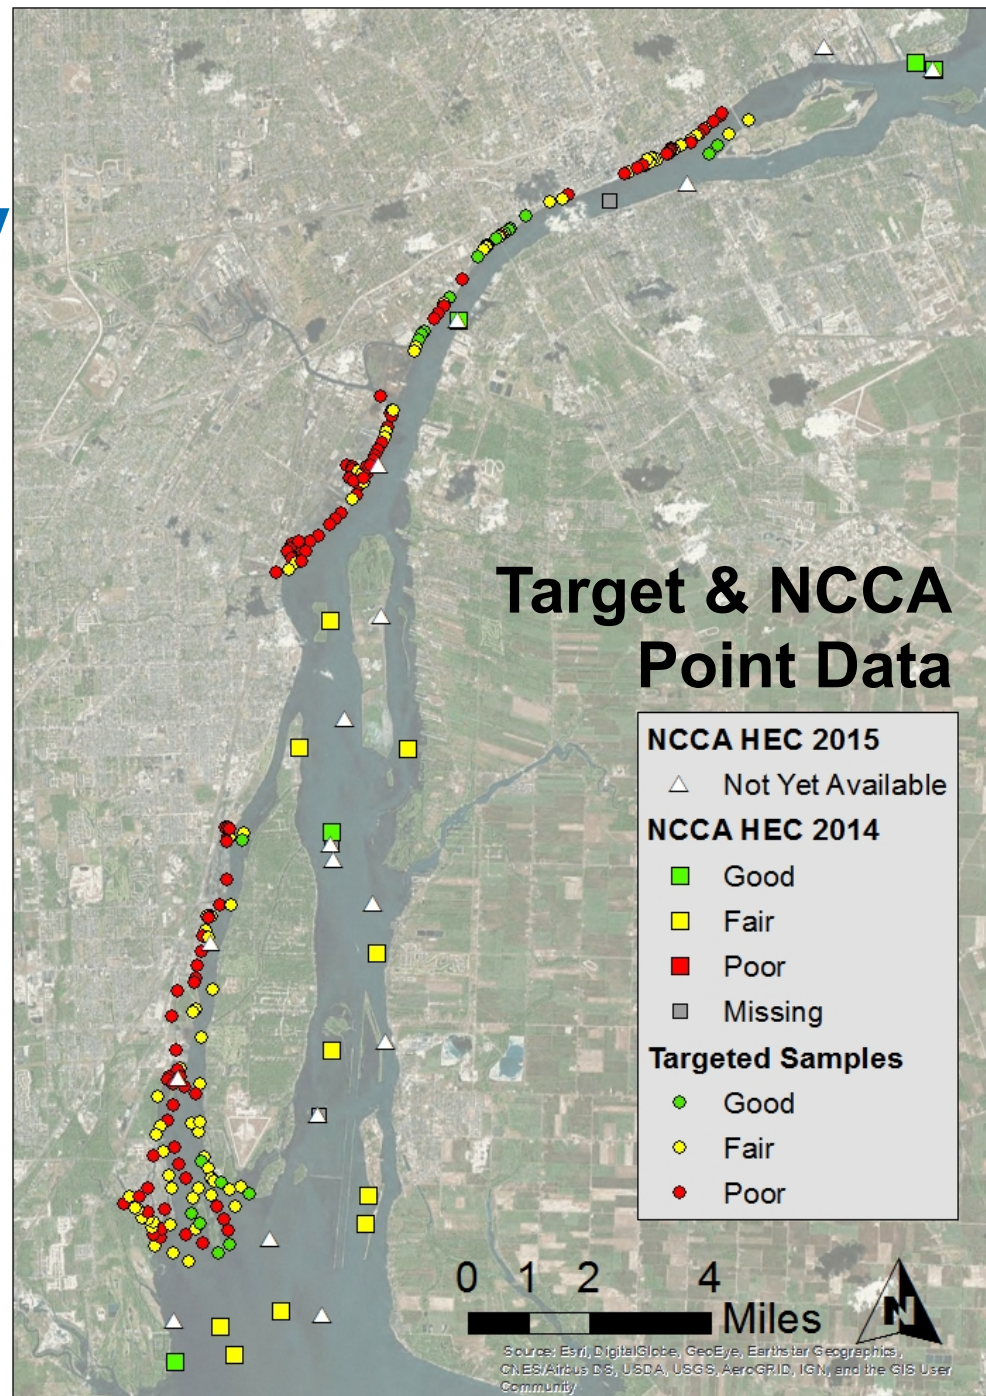 Target & NCCA
Point Data
NCCA HEC 2015
Not Yet Available
NCCA HEC 2014
Good
Fair
Poor
Missing
Targeted Samples
Good
Fair
Poor
0 1 2 4
Miles
N
Source: Esri, DigitalGlobe, GeoEye, Earthstar Geographics,
CNES/Airbus DS, USDA, USGS, AeroGRID, IGN, and the GIS User
Community